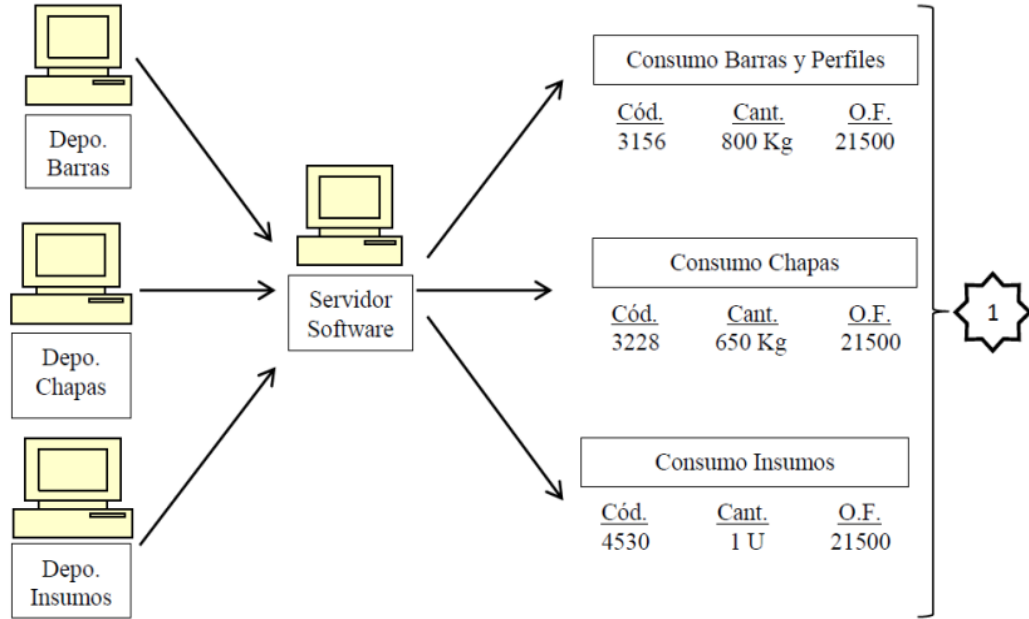 Depo.
Barras
Depo.
Chapas
Depo.
Insumos
Servidor
Software
Consumo Barras y Perfiles
Cód. Cant. O.F.
3156 800 Kg 21500
Consumo Chapas
Cód. Cant. O.F.
3228 650 Kg 21500
Consumo Insumos
Cód. Cant. O.F.
4530 1 U 21500
1